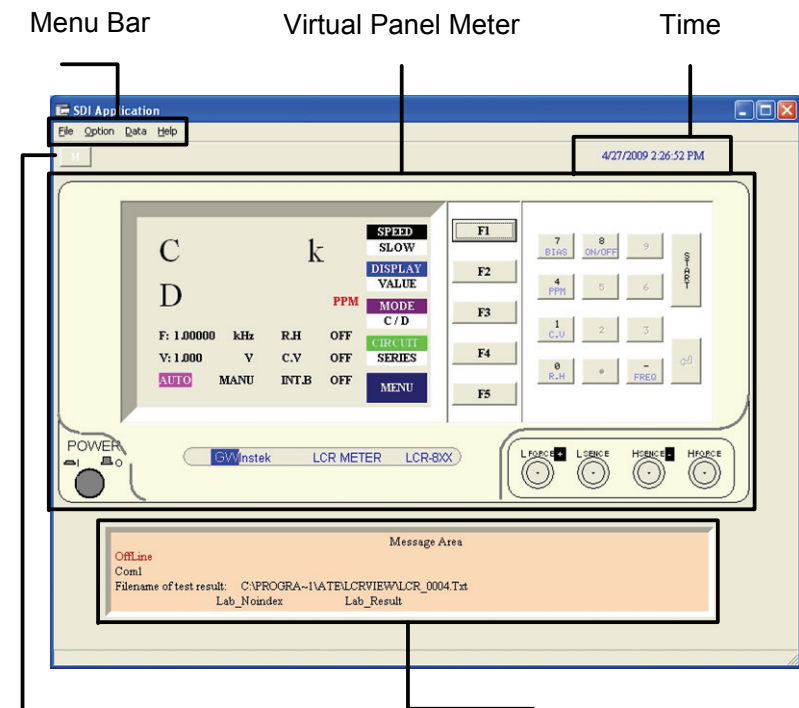 Menu Bar Virtual Panel Meter Time
SDI Application
File Option Data Help
M 4/27/2009 2:26:52 PM
C k
D PPM
F: 1.00000 kHz R.H OFF
V: 1.000 V C.V OFF
AUTO MANU INT.B OFF
SPEED
SLOW
DISPLAY
VALUE
MODE
C / D
CIRCUIT
SERIES
MENU
F1
F2
F3
F4
F5
7 8 9
BIAS ON/OFF
4 5 6
PPM
1 2 3
C.V
0 • -
R.H FREQ
START
POWER
I O
GWInstek LCR METER LCR-8XX
L FORCE + L SENCE H SENCE - H FORCE
Message Area
OffLine
Com1
Filename of test result: C:\PROGRA~1\ATE\LCRVIEW\LCR_0004.Txt
Lab_Noindex Lab_Result